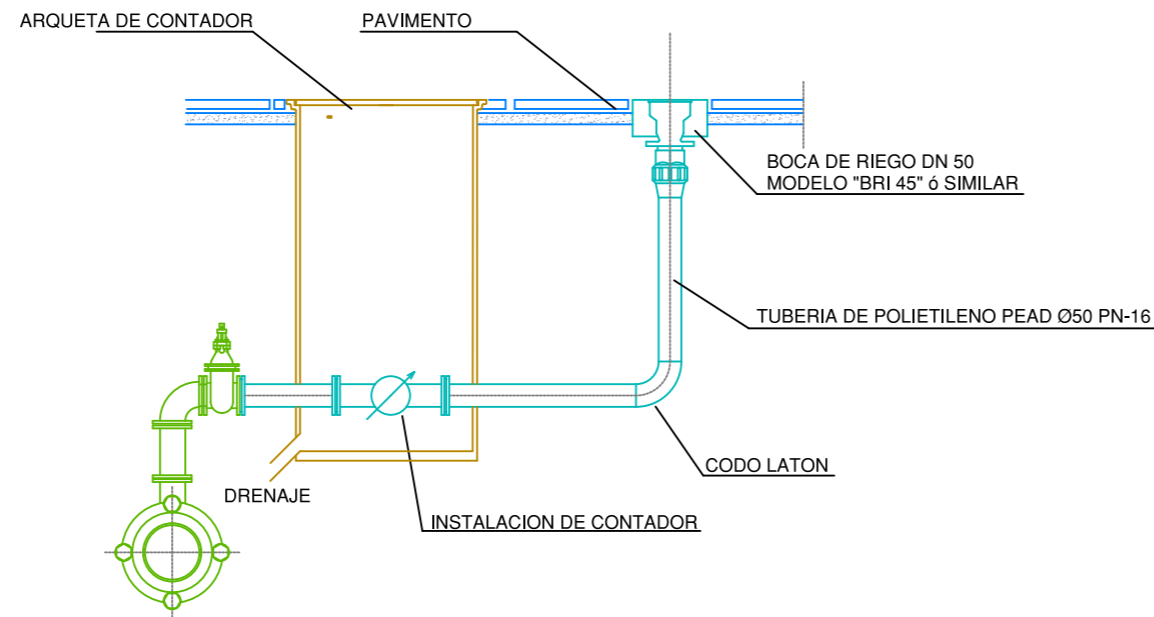 ARQUETA DE CONTADOR
PAVIMENTO
BOCA DE RIEGO DN 50
MODELO "BRI 45" ó SIMILAR
TUBERIA DE POLIETILENO PEAD Ø50 PN-16
CODO LATON
DRENAJE
INSTALACION DE CONTADOR